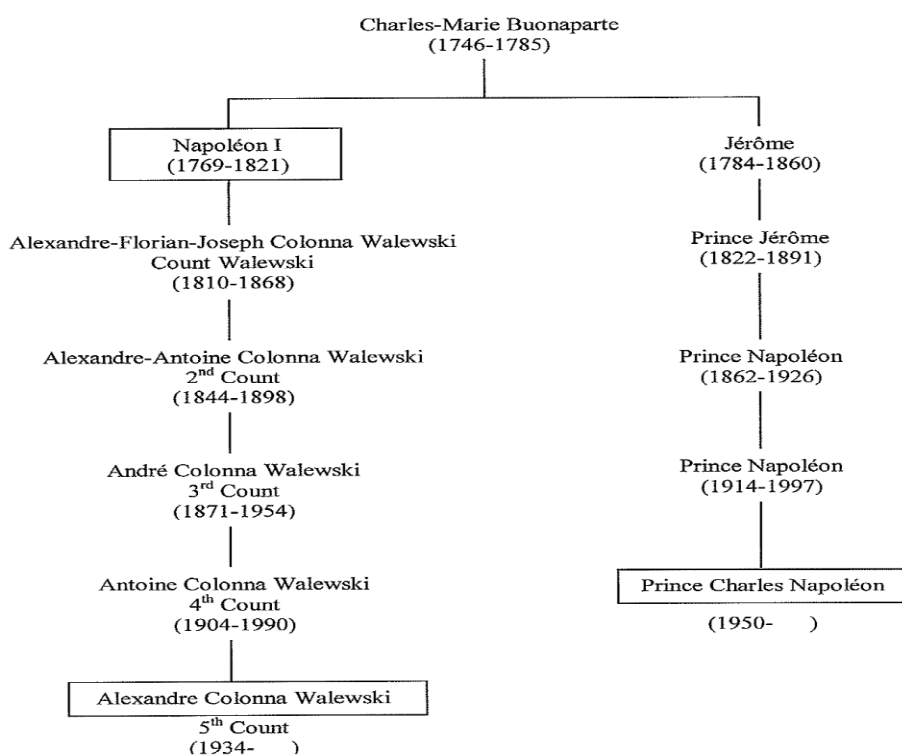 Charles-Marie Buonaparte
(1746-1785)
Napoléon I
(1769-1821)
Jérôme
(1784-1860)
Alexandre-Florian-Joseph Colonna Walewski
Count Walewski
(1810-1868)
Prince Jérôme
(1822-1891)
Alexandre-Antoine Colonna Walewski
2nd Count
(1844-1898)
Prince Napoléon
(1862-1926)
André Colonna Walewski
3rd Count
(1871-1954)
Prince Napoléon
(1914-1997)
Antoine Colonna Walewski
4th Count
(1904-1990)
Prince Charles Napoléon
(1950- )
Alexandre Colonna Walewski
5th Count
(1934- )